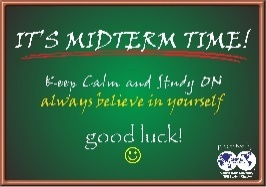 IT'S MIDTERM TIME!
Keep Calm and Study ON
always believe in yourself
good luck!